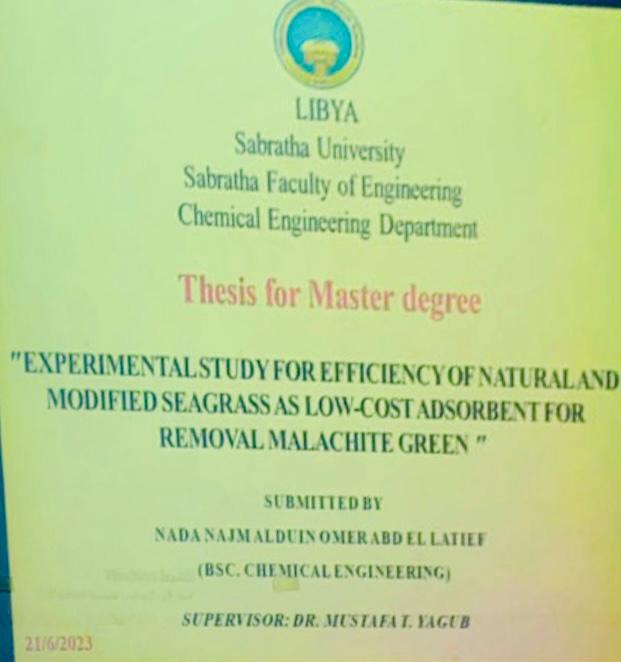 LIBYA
Sabratha University
Sabratha Faculty of Engineering
Chemical Engineering Department
Thesis for Master degree
"EXPERIMENTAL STUDY FOR EFFICIENCY OF NATURAL AND
MODIFIED SEAGRASS AS LOW-COST ADSORBENT FOR
REMOVAL MALACHITE GREEN "
SUBMITTED BY
NADA NAJM ALDUIN OMER ABD EL LATIEF
(BSC. CHEMICAL ENGINEERING)
SUPERVISOR: DR. MUSTAFA T. YAGUB
21/6/2023